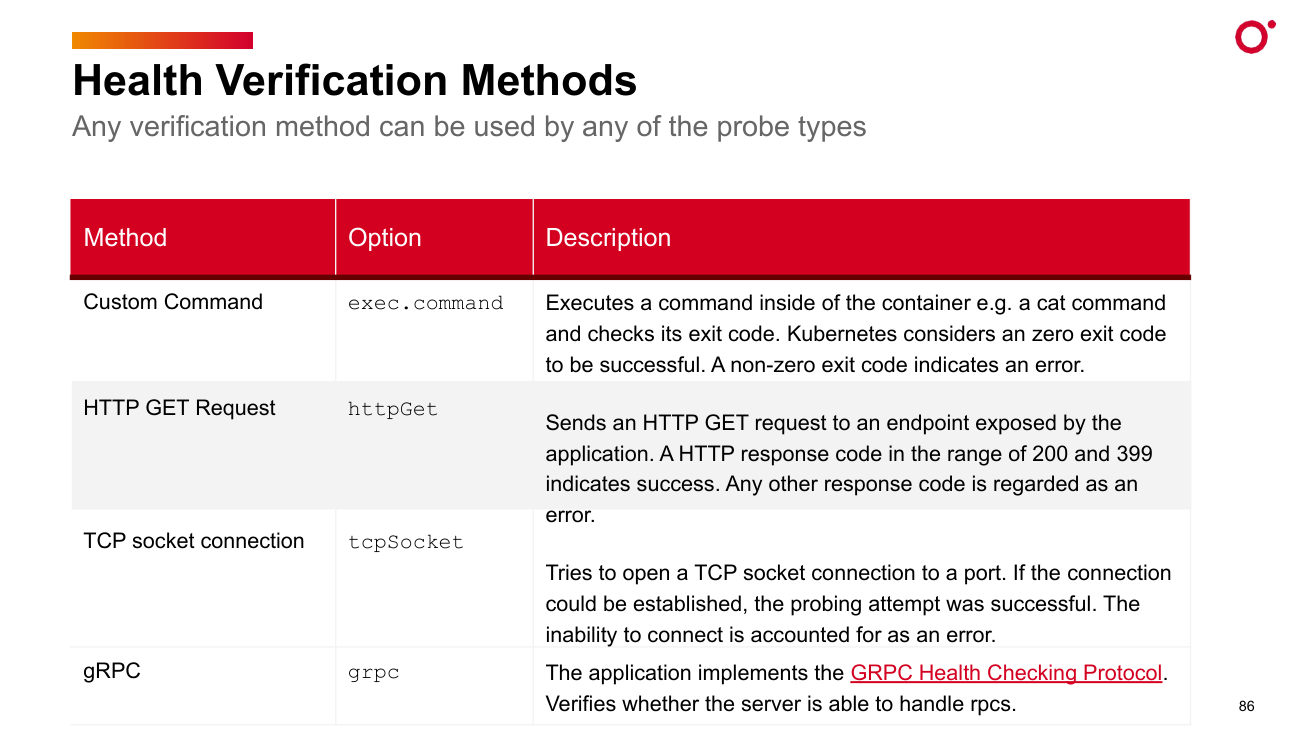 Health Verification Methods
Any verification method can be used by any of the probe types
Method
Option
Description
Custom Command
exec.command
Executes a command inside of the container e.g. a cat command
and checks its exit code. Kubernetes considers an zero exit code
to be successful. A non-zero exit code indicates an error.
HTTP GET Request
httpGet
Sends an HTTP GET request to an endpoint exposed by the
application. A HTTP response code in the range of 200 and 399
indicates success. Any other response code is regarded as an
error.
TCP socket connection
tcpSocket
Tries to open a TCP socket connection to a port. If the connection
could be established, the probing attempt was successful. The
inability to connect is accounted for as an error.
gRPC
grpc
The application implements the GRPC Health Checking Protocol.
Verifies whether the server is able to handle rpcs.
86